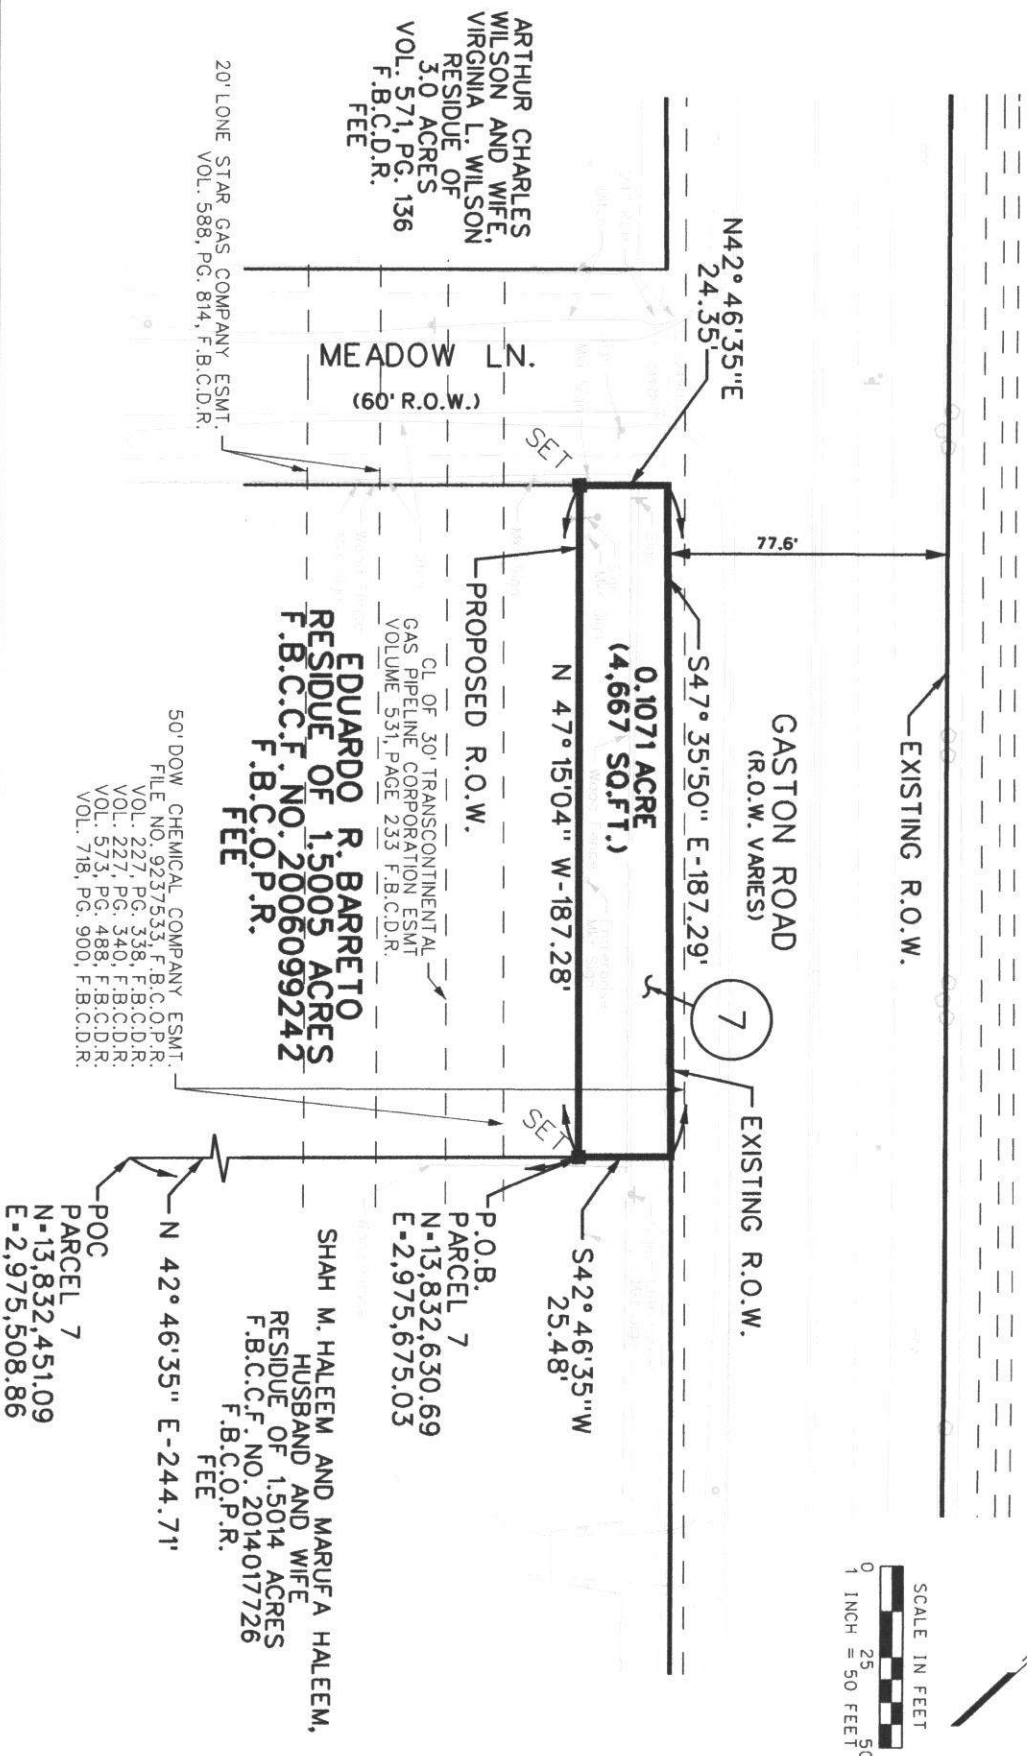 SCALE IN FEET
0 25 50
1 INCH = 50 FEET
EXISTING R.O.W.
GASTON ROAD
(R.O.W. VARIES)
77.6'
7
EXISTING R.O.W.
N42°46'35"E
24.35'
S47°35'50" E-187.29'
0.1071 ACRE
(4,667 SQ.FT.)
N 47°15'04" W-187.28'
S42°46'35"W
25.48'
SET
SET
PROPOSED R.O.W.
P.O.B.
PARCEL 7
N=13,832,630.69
E=2,975,675.03
ARTHUR CHARLES
WILSON AND WIFE,
VIRGINIA L. WILSON
RESIDUE OF
3.0 ACRES
VOL. 571, PG. 136
F.B.C.D.R.
FEE
MEADOW LN.
(60' R.O.W.)
CL OF 30' TRANSCONTINENTAL
GAS PIPELINE CORPORATION ESMT
VOLUME 531, PAGE 233 F.B.C.D.R.
EDUARDO R. BARRETO
RESIDUE OF 1.5005 ACRES
F.B.C.C.F. NO. 2006099242
F.B.C.O.P.R.
FEE
SHAH M. HALEEM AND MARUFA HALEEM,
HUSBAND AND WIFE
RESIDUE OF 1.5014 ACRES
F.B.C.C.F. NO. 2014017726
F.B.C.O.P.R.
FEE
20' LONE STAR GAS COMPANY ESMT.
VOL. 588, PG. 814, F.B.C.D.R.
50' DOW CHEMICAL COMPANY ESMT.
FILE NO. 9237533, F.B.C.O.P.R.
VOL. 227, PG. 338, F.B.C.D.R.
VOL. 227, PG. 340, F.B.C.D.R.
VOL. 573, PG. 488, F.B.C.D.R.
VOL. 718, PG. 900, F.B.C.D.R.
N 42°46'35" E-244.71'
POC
PARCEL 7
N=13,832,451.09
E=2,975,508.86